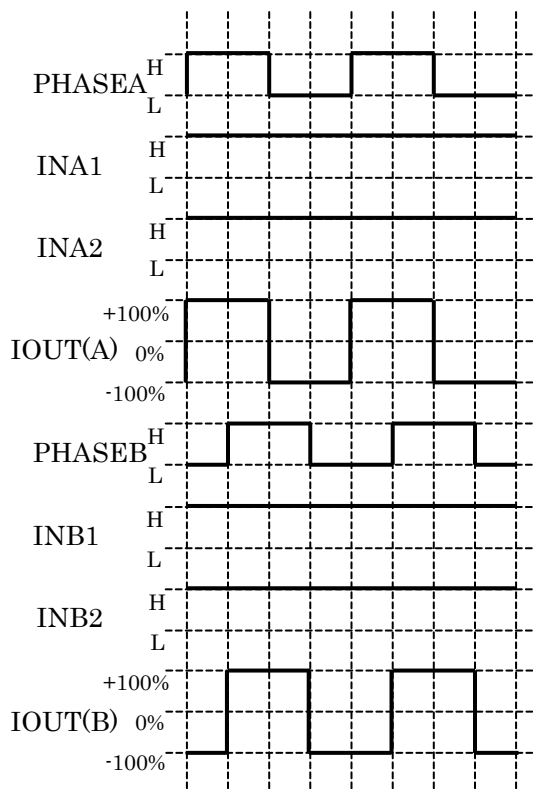 PHASEA H
L
INA1 H
L
INA2 H
L
+100%
IOUT(A) 0%
-100%
PHASEB H
L
INB1 H
L
INB2 H
L
+100%
IOUT(B) 0%
-100%